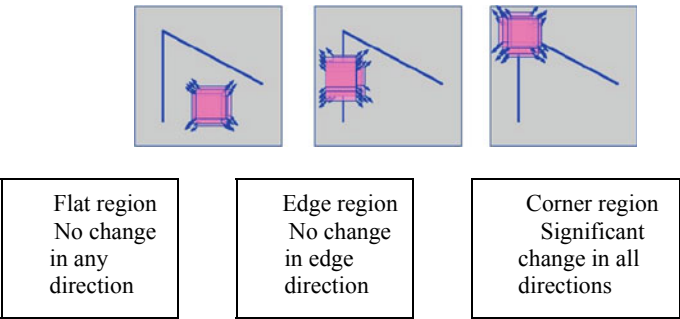 Flat region
No change
in any
direction
Edge region
No change
in edge
direction
Corner region
Significant
change in all
directions